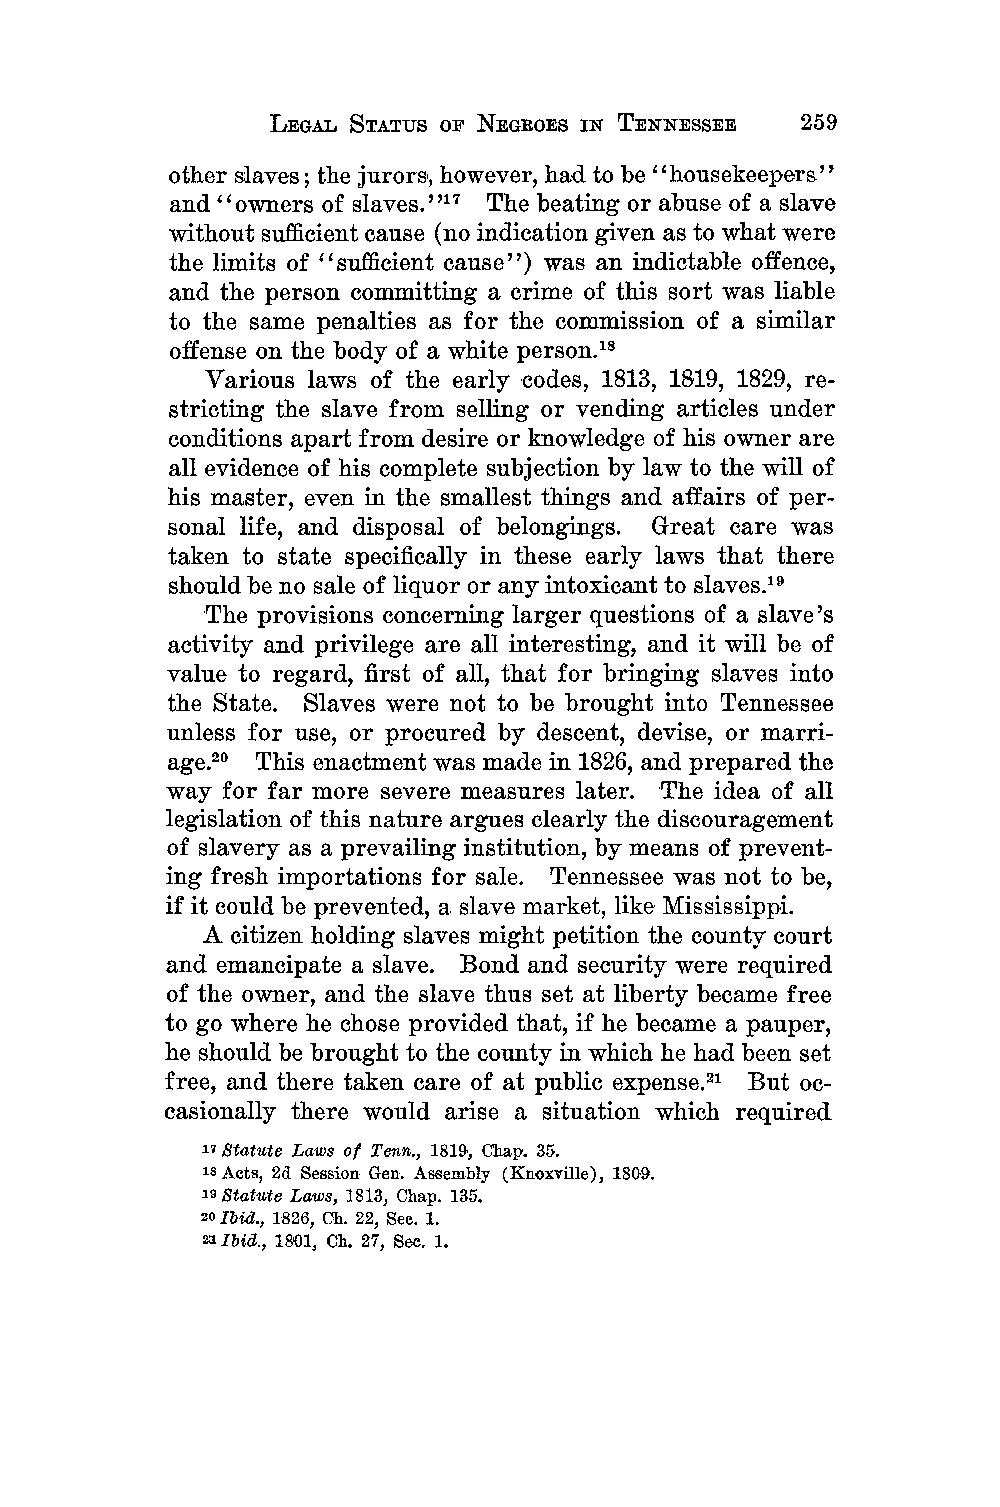 LEGAL STATUS OF NEGROES IN TENNESSEE 259
other slaves; the jurors, however, had to be ‘‘housekeepers’’
and ‘‘owners of slaves.’’¹⁷ The beating or abuse of a slave
without sufficient cause (no indication given as to what were
the limits of ‘‘sufficient cause’’) was an indictable offence,
and the person committing a crime of this sort was liable
to the same penalties as for the commission of a similar
offense on the body of a white person.¹⁸
Various laws of the early codes, 1813, 1819, 1829, re-
stricting the slave from selling or vending articles under
conditions apart from desire or knowledge of his owner are
all evidence of his complete subjection by law to the will of
his master, even in the smallest things and affairs of per-
sonal life, and disposal of belongings. Great care was
taken to state specifically in these early laws that there
should be no sale of liquor or any intoxicant to slaves.¹⁹
The provisions concerning larger questions of a slave’s
activity and privilege are all interesting, and it will be of
value to regard, first of all, that for bringing slaves into
the State. Slaves were not to be brought into Tennessee
unless for use, or procured by descent, devise, or marri-
age.²⁰ This enactment was made in 1826, and prepared the
way for far more severe measures later. The idea of all
legislation of this nature argues clearly the discouragement
of slavery as a prevailing institution, by means of prevent-
ing fresh importations for sale. Tennessee was not to be,
if it could be prevented, a slave market, like Mississippi.
A citizen holding slaves might petition the county court
and emancipate a slave. Bond and security were required
of the owner, and the slave thus set at liberty became free
to go where he chose provided that, if he became a pauper,
he should be brought to the county in which he had been set
free, and there taken care of at public expense.²¹ But oc-
casionally there would arise a situation which required
¹⁷ Statute Laws of Tenn., 1819, Chap. 35.
¹⁸ Acts, 2d Session Gen. Assembly (Knoxville), 1809.
¹⁹ Statute Laws, 1813, Chap. 135.
²⁰ Ibid., 1826, Ch. 22, Sec. 1.
²¹ Ibid., 1801, Ch. 27, Sec. 1.